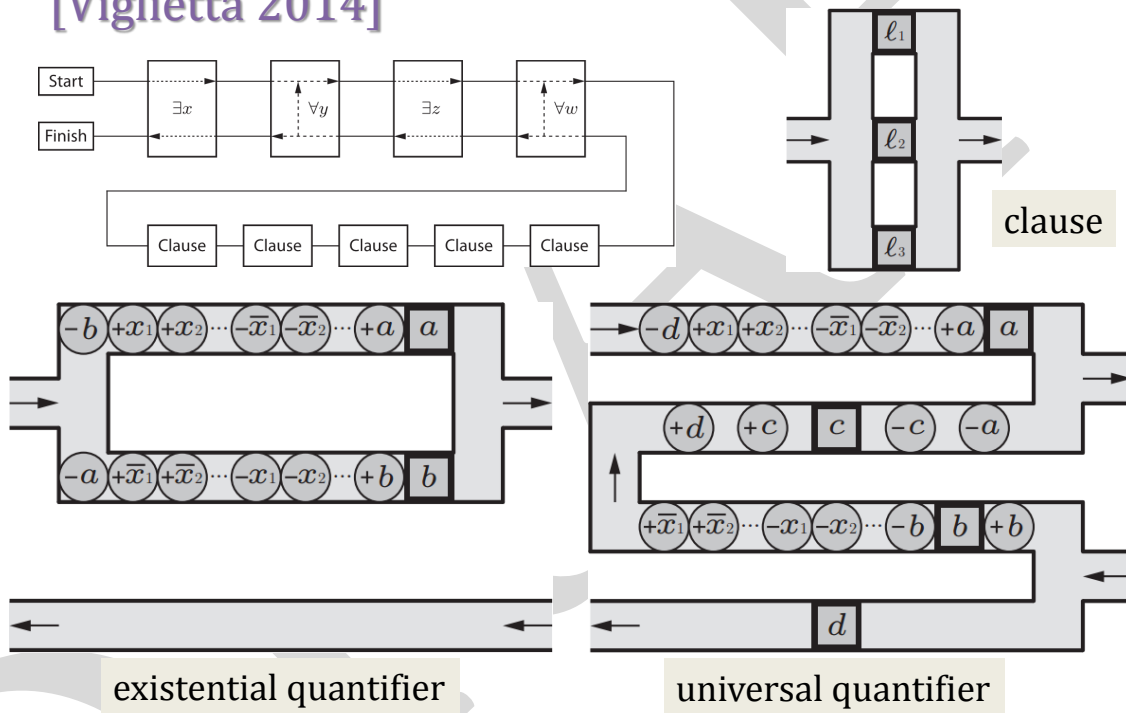 [Viglietta 2014]
Start
∃x
∀y
∃z
∀w
Finish
Clause Clause Clause Clause Clause
ℓ₁
ℓ₂
ℓ₃
clause
−b +x₁ +x₂ ··· −x̅₁ −x̅₂ ··· +a a
−a +x̅₁ +x̅₂ ··· −x₁ −x₂ ··· +b b
existential quantifier
−d +x₁ +x₂ ··· −x̅₁ −x̅₂ ··· +a a
+d +c c −c −a
+x̅₁ +x̅₂ ··· −x₁ −x₂ ··· −b b +b
d
universal quantifier